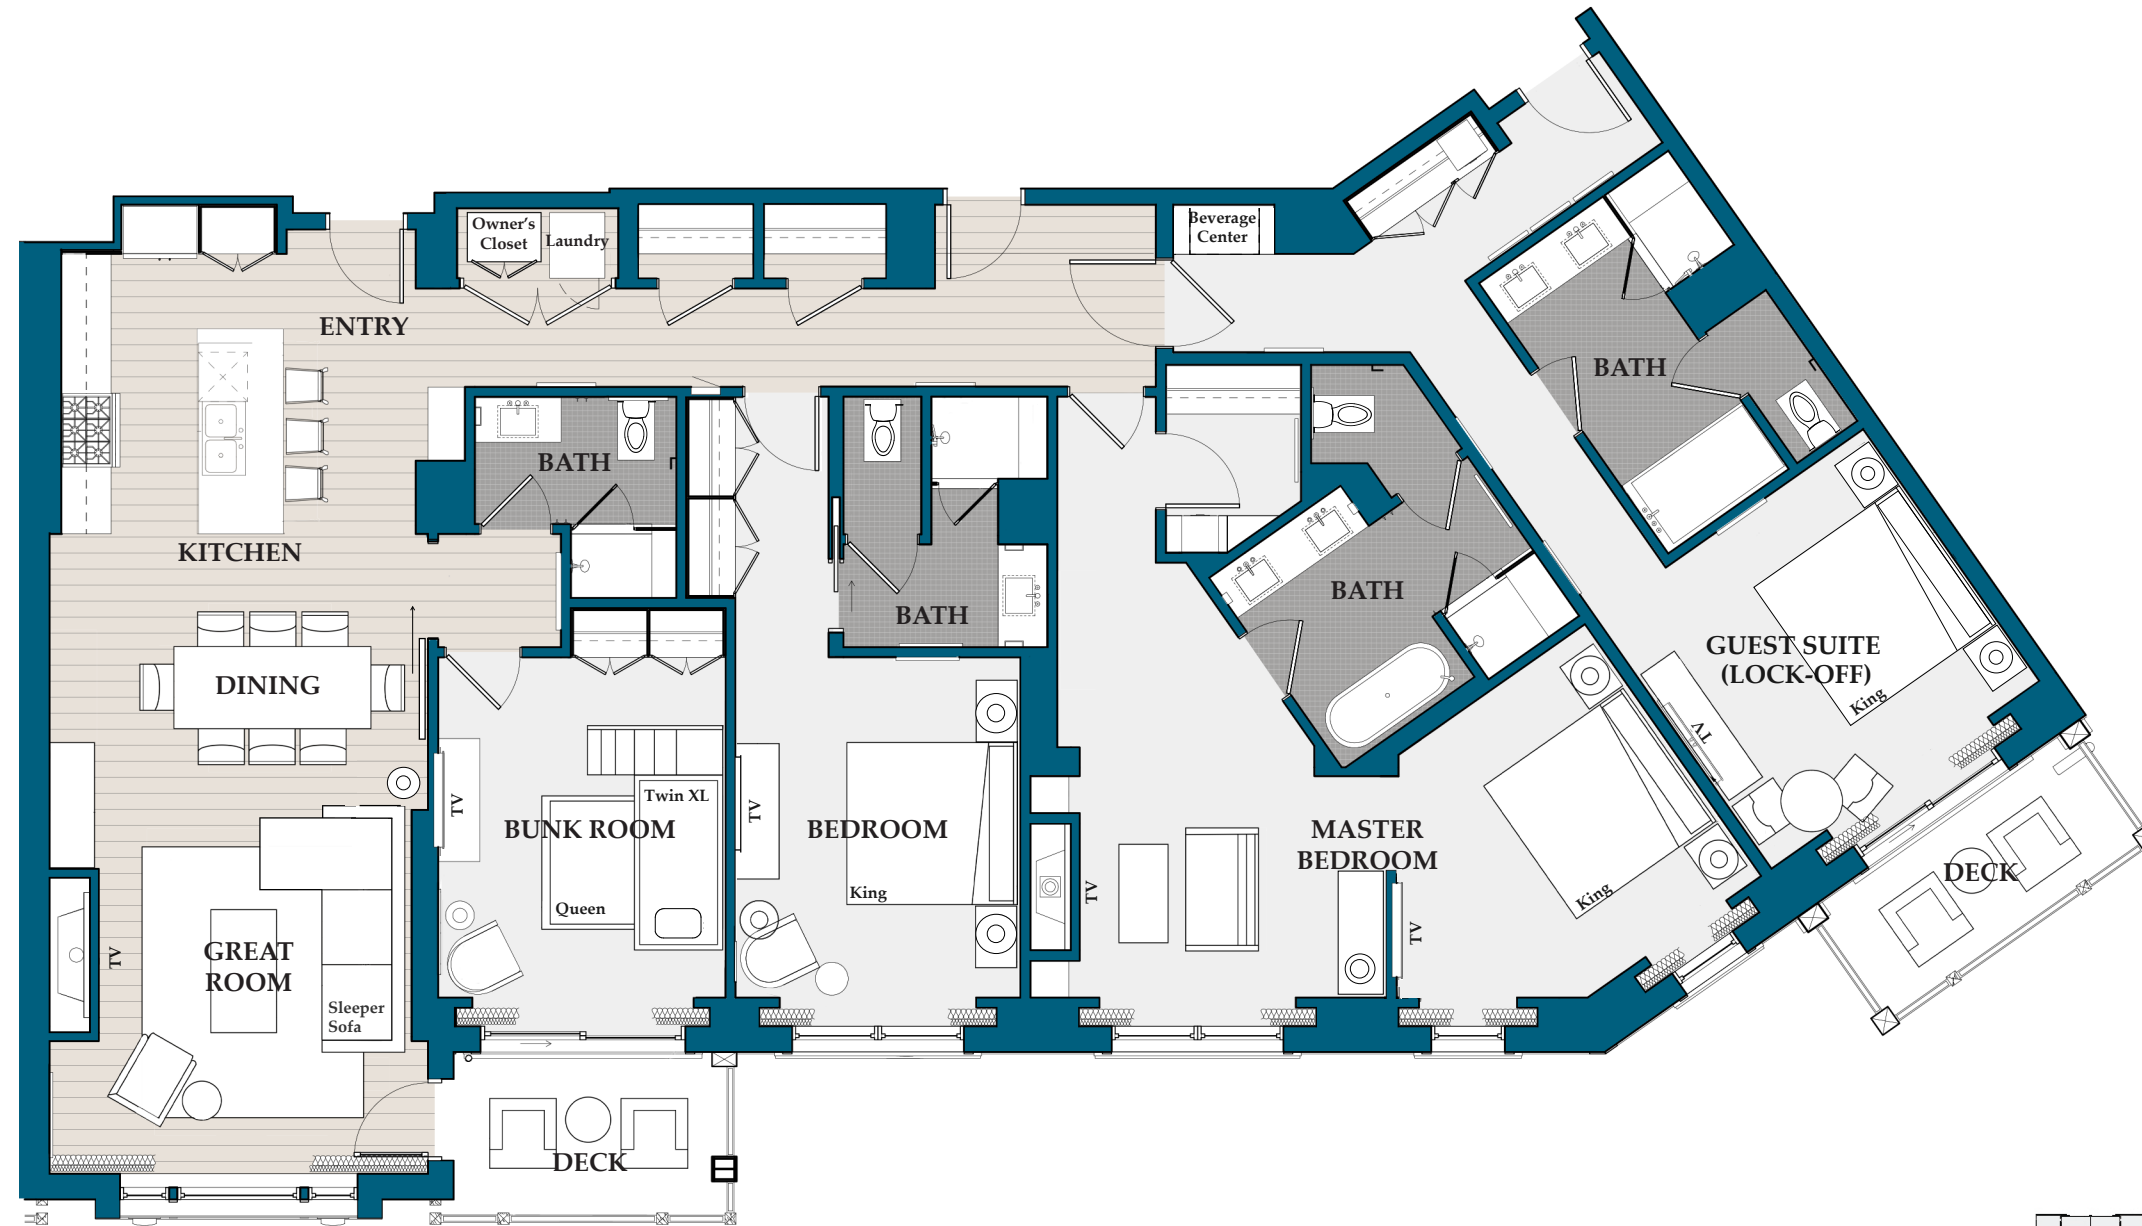 Owner's
Closet
Laundry
Beverage
Center
ENTRY
BATH
BATH
KITCHEN
BATH
BATH
DINING
GUEST SUITE
(LOCK-OFF)
King
TV
TV
TV
Twin XL
BUNK ROOM
BEDROOM
MASTER
BEDROOM
King
Queen
King
TV
TV
DECK
GREAT
ROOM
TV
Sleeper
Sofa
DECK